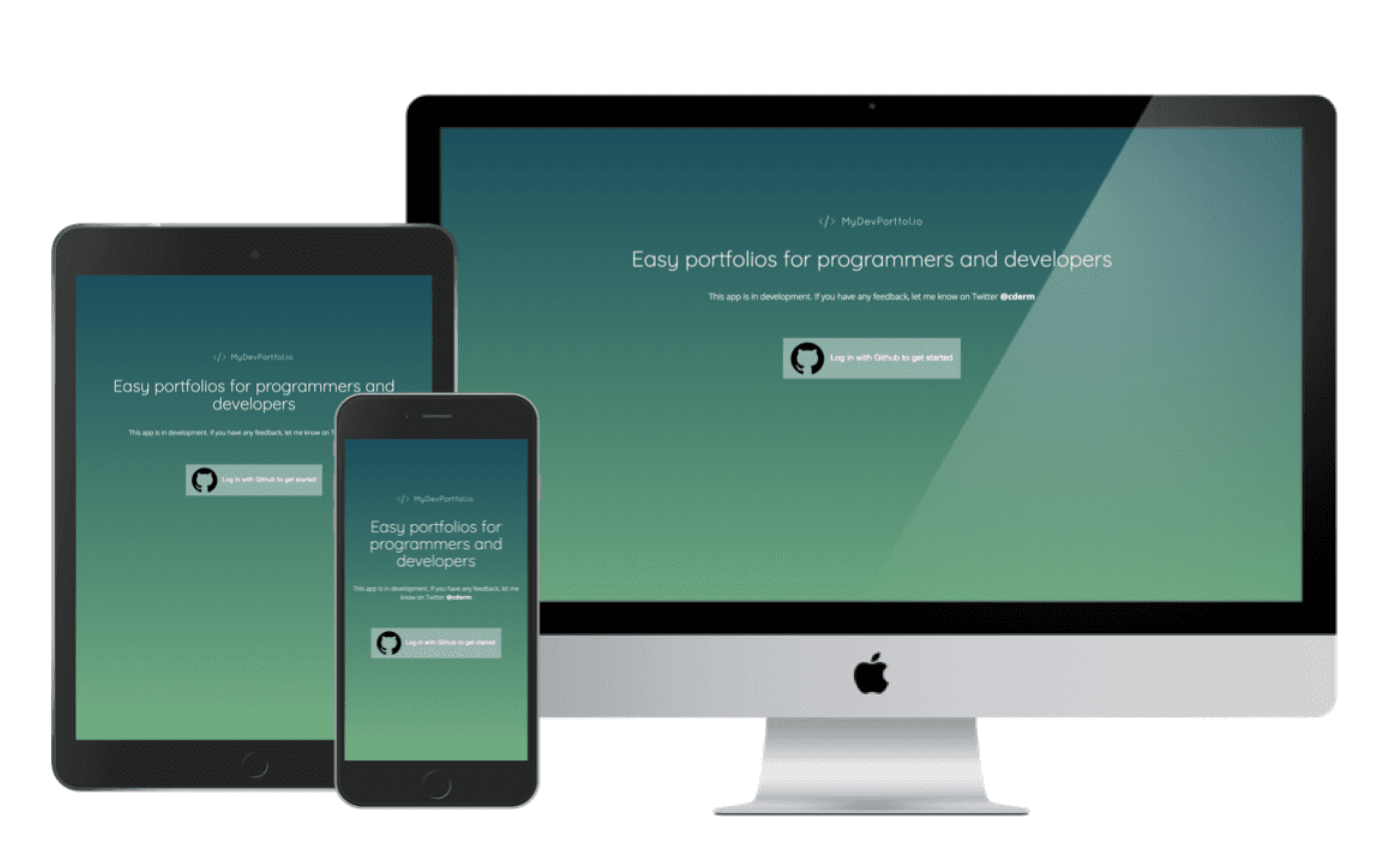 </> MyDevPortfol.io
Easy portfolios for programmers and developers
This app is in development. If you have any feedback, let me know on Twitter @cderm
Log in with Github to get started
</> MyDevPortfol.io
Easy portfolios for programmers and
developers
This app is in development. If you have any feedback, let me know on
Log in with Github to get started
</> MyDevPortfol.io
Easy portfolios for
programmers and
developers
This app is in development. If you have any feedback, let me
know on Twitter @cderm
Log in with Github to get started